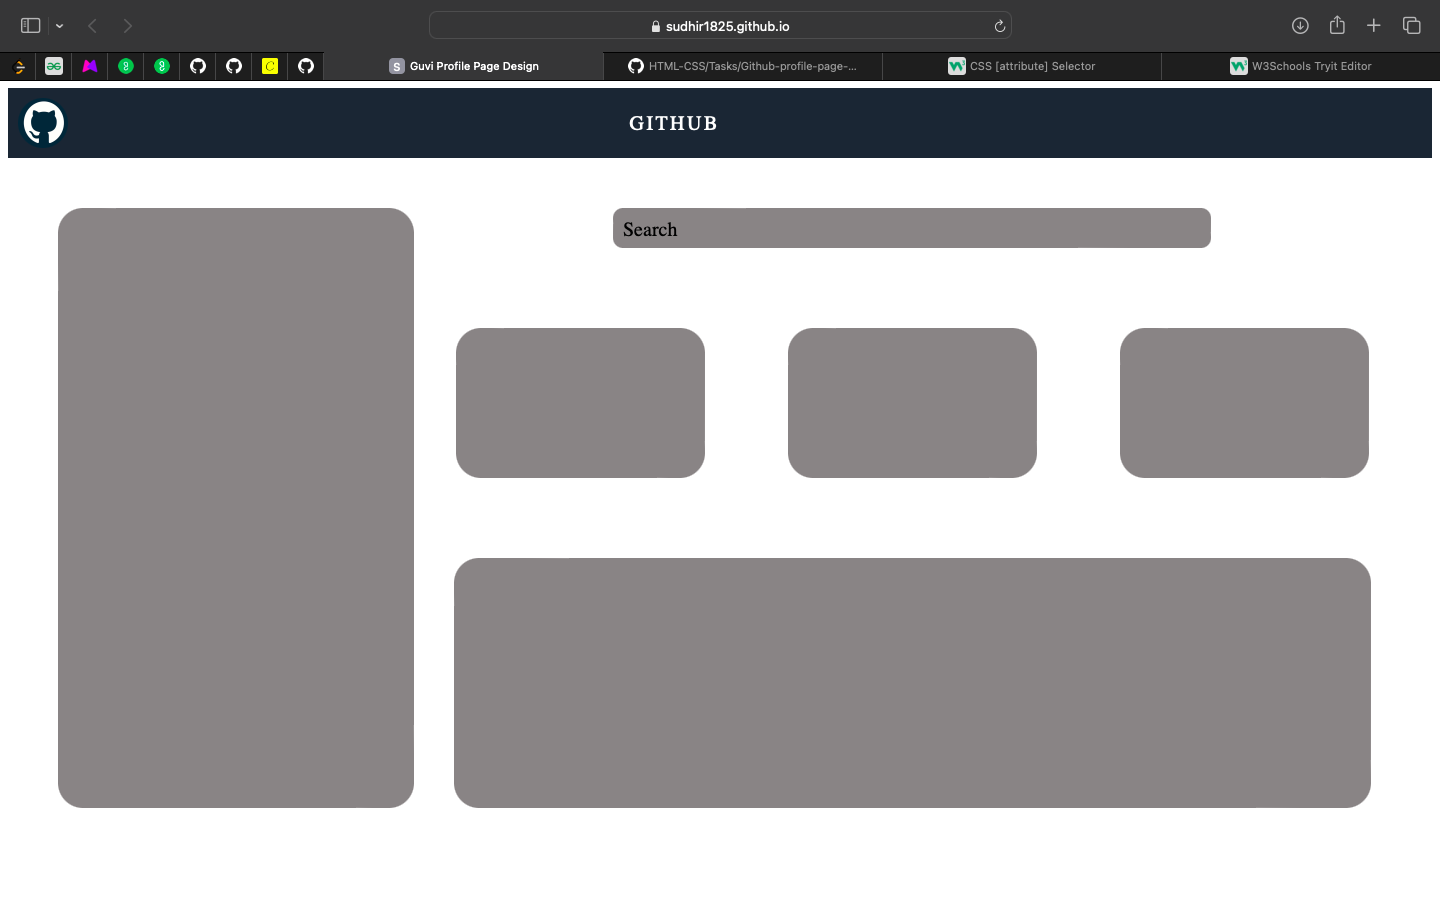 sudhir1825.github.io
S Guvi Profile Page Design
HTML-CSS/Tasks/Github-profile-page-...
CSS [attribute] Selector
W3Schools Tryit Editor
GITHUB
Search